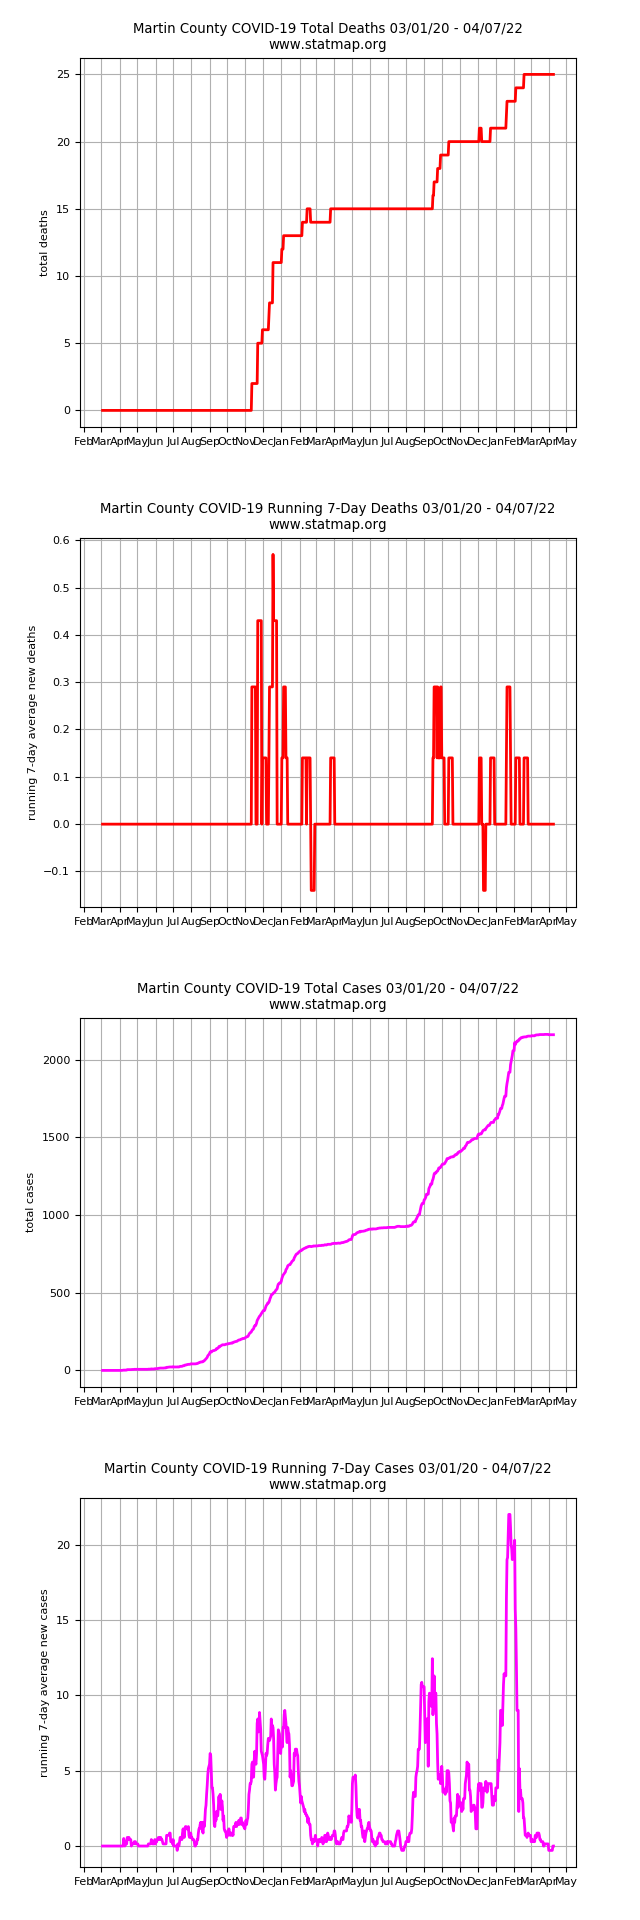 Martin County COVID-19 Total Deaths 03/01/20 - 04/07/22
www.statmap.org
25
20
15
10
5
0
total deaths
Feb Mar Apr May Jun Jul Aug Sep Oct Nov Dec Jan Feb Mar Apr May Jun Jul Aug Sep Oct Nov Dec Jan Feb Mar Apr May
Martin County COVID-19 Running 7-Day Deaths 03/01/20 - 04/07/22
www.statmap.org
0.6
0.5
0.4
0.3
0.2
0.1
0.0
−0.1
running 7-day average new deaths
Feb Mar Apr May Jun Jul Aug Sep Oct Nov Dec Jan Feb Mar Apr May Jun Jul Aug Sep Oct Nov Dec Jan Feb Mar Apr May
Martin County COVID-19 Total Cases 03/01/20 - 04/07/22
www.statmap.org
2000
1500
1000
500
0
total cases
Feb Mar Apr May Jun Jul Aug Sep Oct Nov Dec Jan Feb Mar Apr May Jun Jul Aug Sep Oct Nov Dec Jan Feb Mar Apr May
Martin County COVID-19 Running 7-Day Cases 03/01/20 - 04/07/22
www.statmap.org
20
15
10
5
0
running 7-day average new cases
Feb Mar Apr May Jun Jul Aug Sep Oct Nov Dec Jan Feb Mar Apr May Jun Jul Aug Sep Oct Nov Dec Jan Feb Mar Apr May